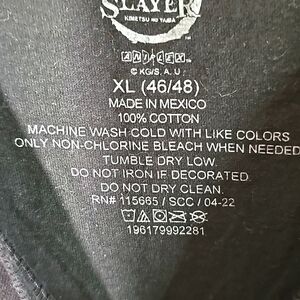 SLAYER
KIMETSU NO YAIBA
© KG/S, A, U
XL (46/48)
MADE IN MEXICO
100% COTTON
MACHINE WASH COLD WITH LIKE COLORS
ONLY NON-CHLORINE BLEACH WHEN NEEDED
TUMBLE DRY LOW.
DO NOT IRON IF DECORATED.
DO NOT DRY CLEAN.
RN# 115665 / SCC / 04-22
196179992281